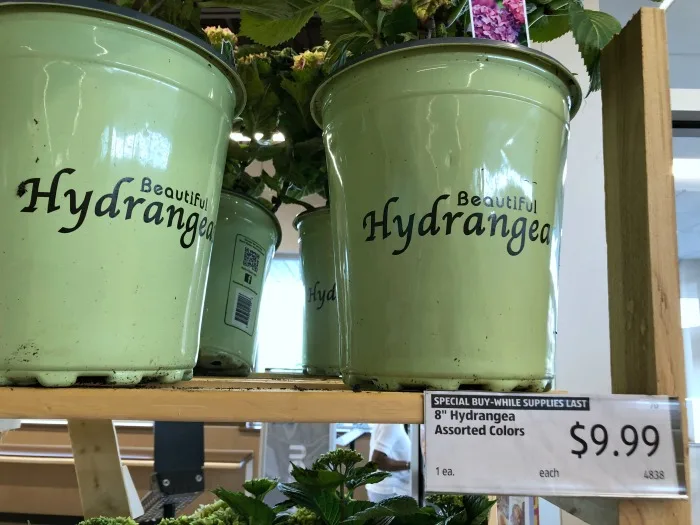 Beautiful
Hydrangea
Beautiful
Hydrangea
Hyd
SPECIAL BUY-WHILE SUPPLIES LAST
8" Hydrangea
Assorted Colors
$9.99
1 ea.
each
4838